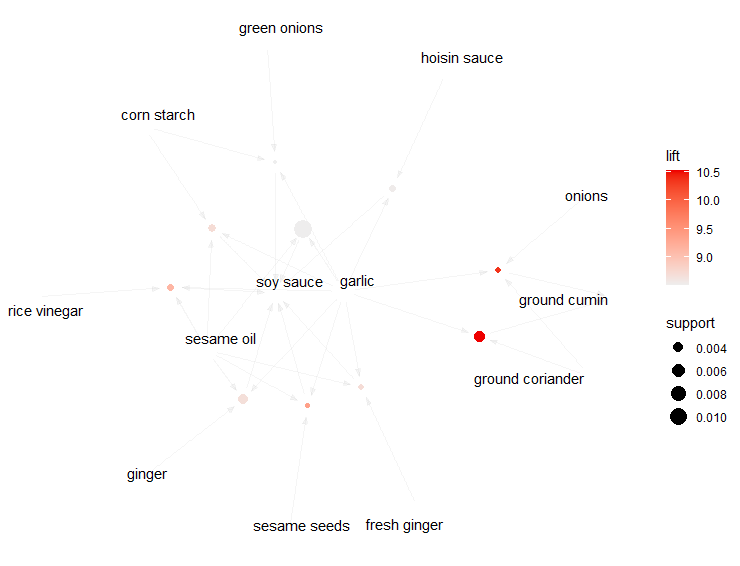 green onions
hoisin sauce
corn starch
lift
10.5
10.0
9.5
9.0
onions
soy sauce
garlic
ground cumin
rice vinegar
sesame oil
support
0.004
0.006
0.008
0.010
ground coriander
ginger
sesame seeds
fresh ginger